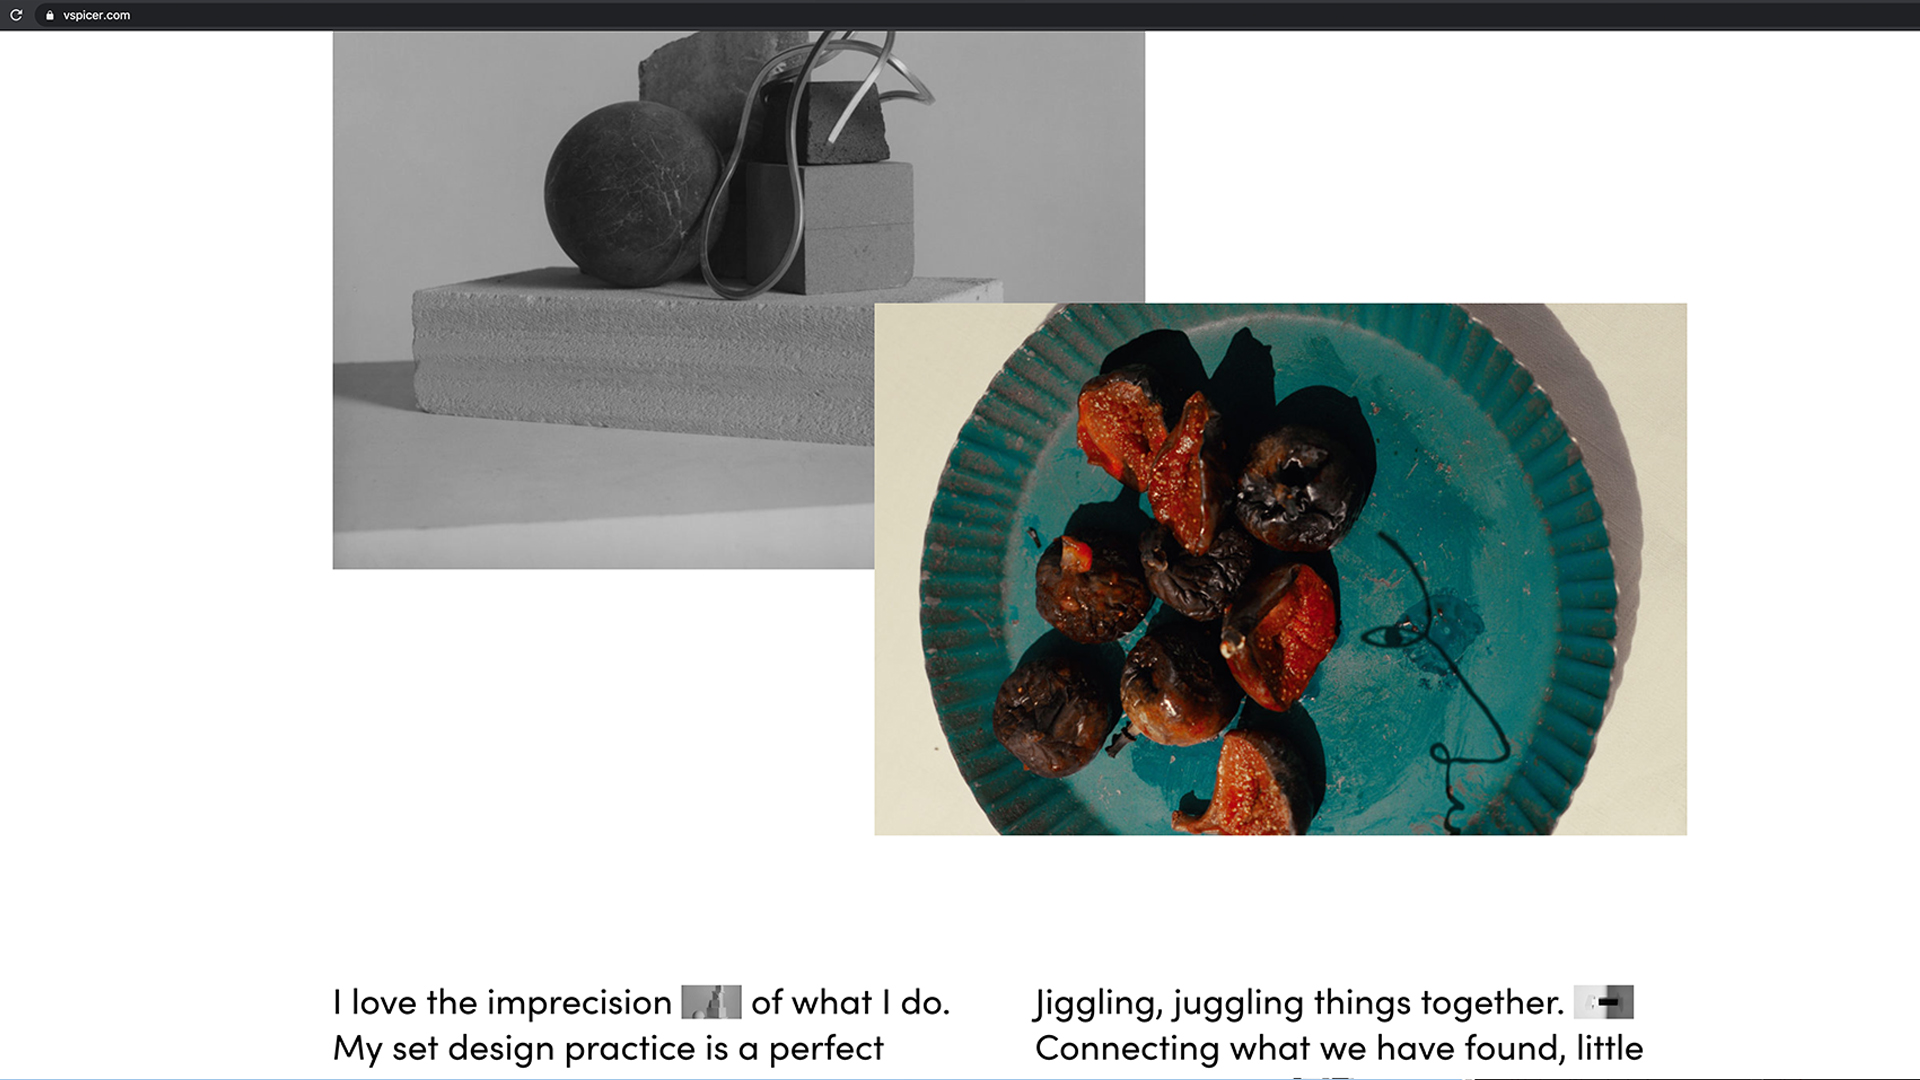 vspicer.com
I love the imprecision of what I do.
My set design practice is a perfect
Jiggling, juggling things together.
Connecting what we have found, little